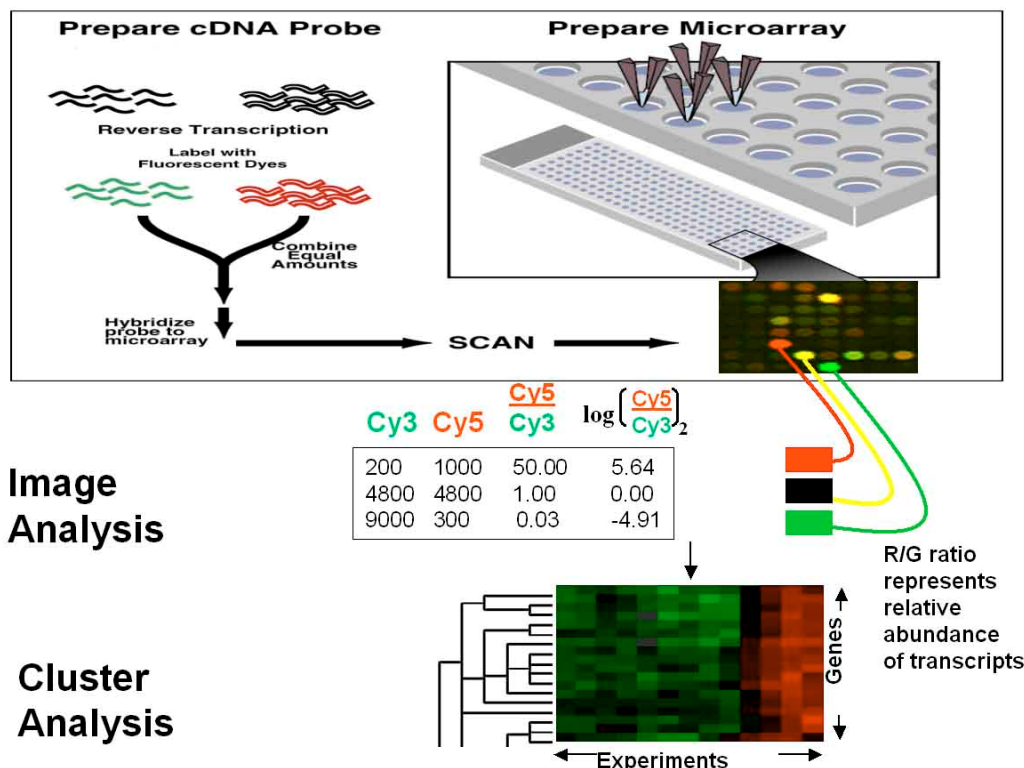 Prepare cDNA Probe
Prepare Microarray
Reverse Transcription
Label with
Fluorescent Dyes
Combine
Equal
Amounts
Hybridize
probe to
microarray
SCAN
Cy3 Cy5 Cy5/Cy3 log(Cy5/Cy3)2
200 1000 50.00 5.64
4800 4800 1.00 0.00
9000 300 0.03 -4.91
Image
Analysis
R/G ratio
represents
relative
abundance
of transcripts
Cluster
Analysis
Genes
Experiments